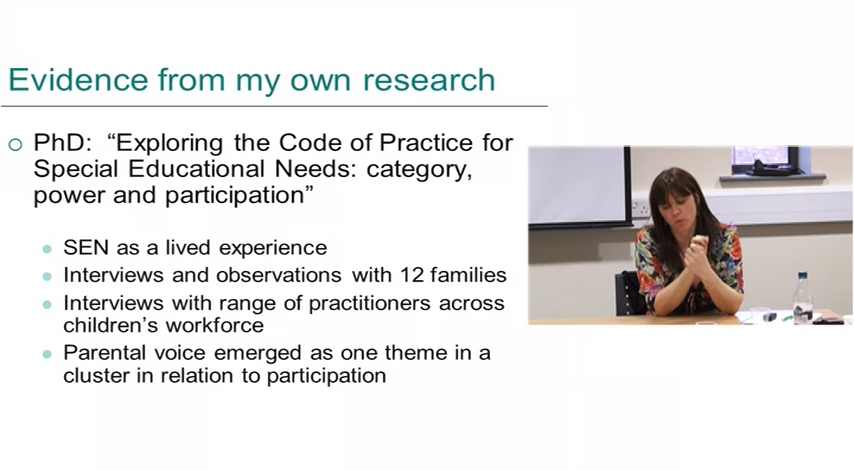 Evidence from my own research
PhD: “Exploring the Code of Practice for
Special Educational Needs: category,
power and participation”
SEN as a lived experience
Interviews and observations with 12 families
Interviews with range of practitioners across
children’s workforce
Parental voice emerged as one theme in a
cluster in relation to participation